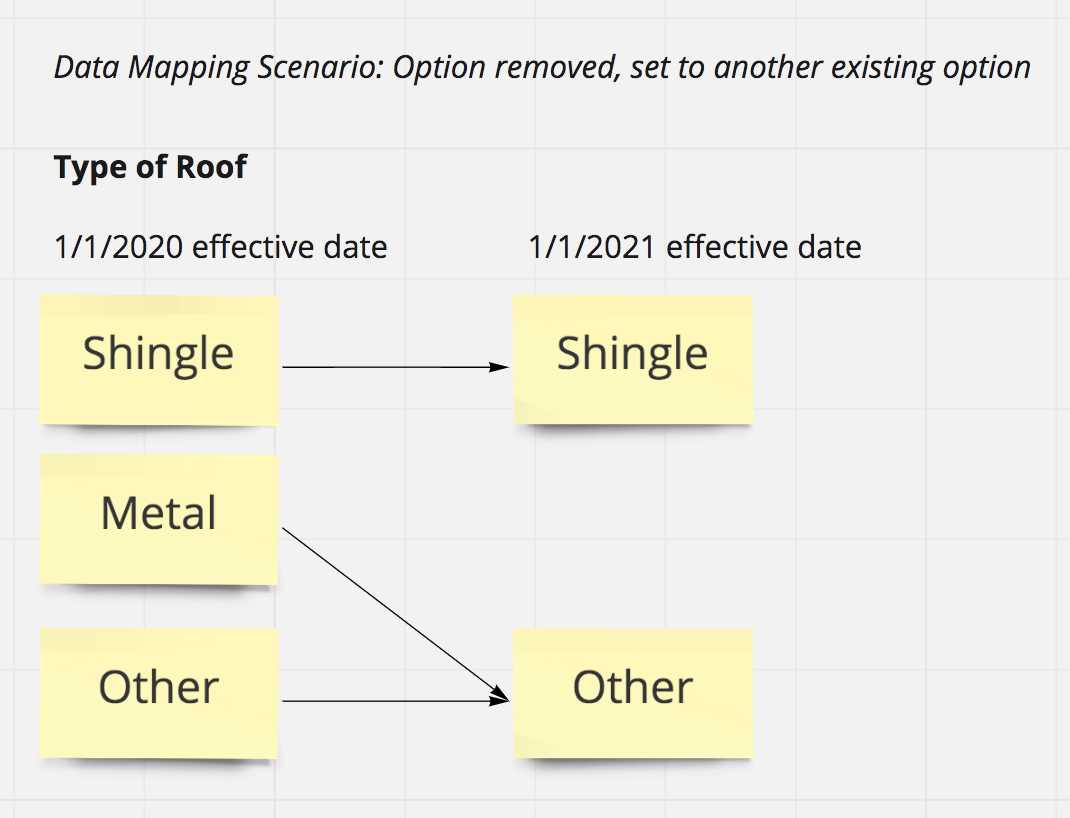 Data Mapping Scenario: Option removed, set to another existing option
Type of Roof
1/1/2020 effective date
1/1/2021 effective date
Shingle
Shingle
Metal
Other
Other